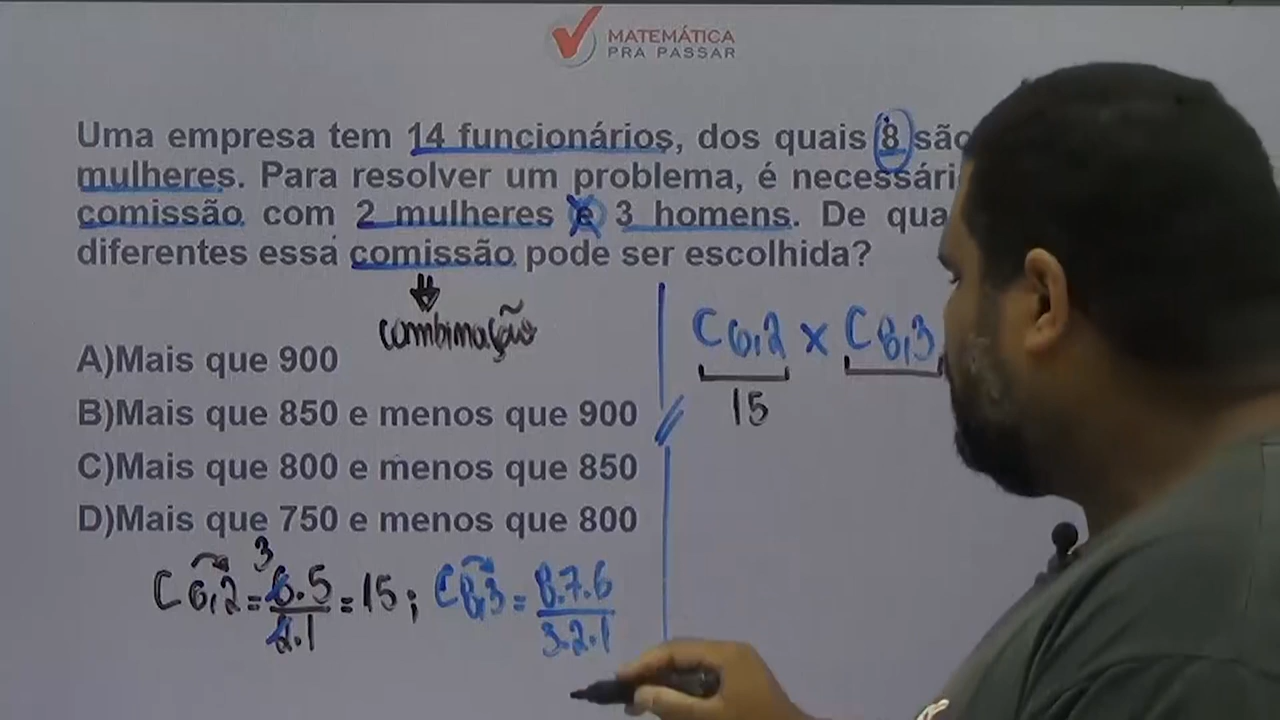 MATEMÁTICA
PRA PASSAR
Uma empresa tem 14 funcionários, dos quais 8 são
mulheres. Para resolver um problema, é necessári
comissão com 2 mulheres e 3 homens. De qua
diferentes essa comissão pode ser escolhida?
combinação
A)Mais que 900
B)Mais que 850 e menos que 900
C)Mais que 800 e menos que 850
D)Mais que 750 e menos que 800
C6,2 x C8,3
15
3
C6,2 = 6.5/2.1 = 15; C8,3 = 8.7.6/3.2.1